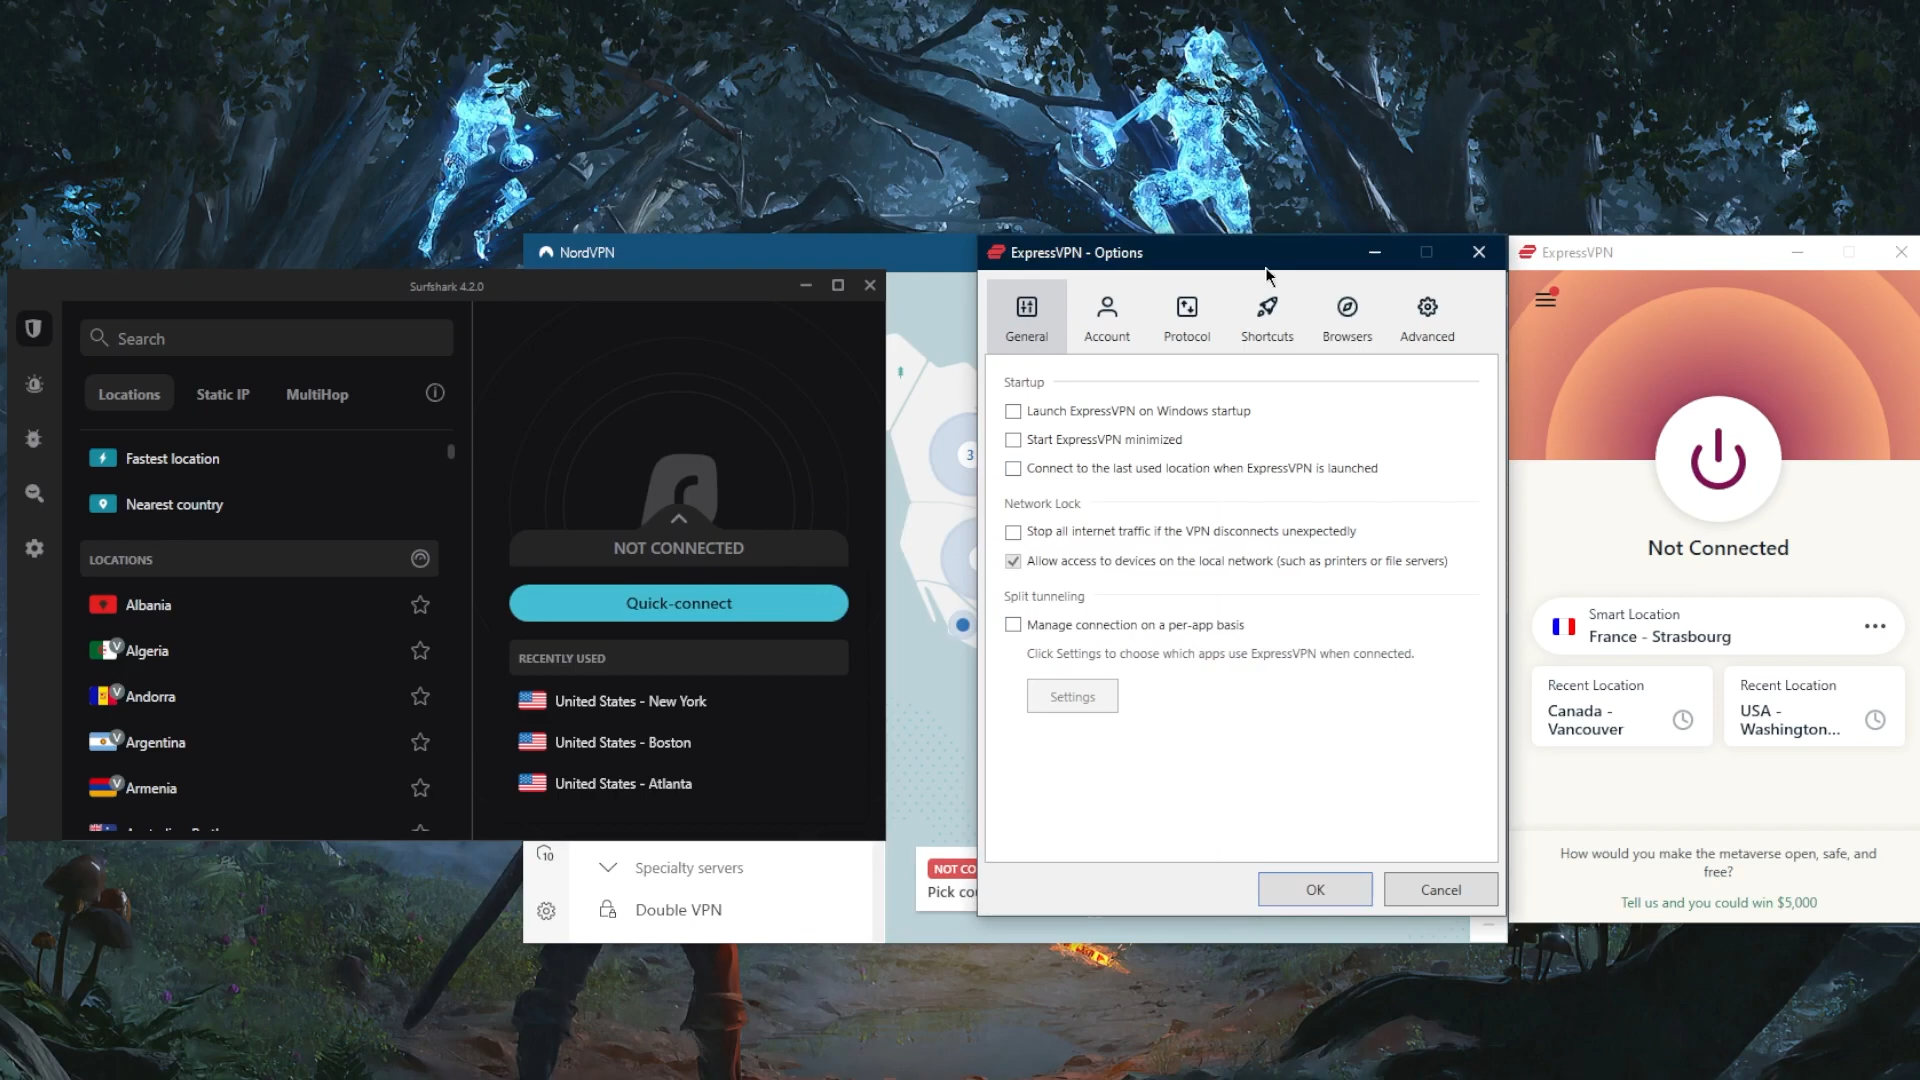 NordVPN
ExpressVPN - Options
ExpressVPN
Surfshark 4.2.0
Search
Locations
Static IP
MultiHop
Fastest location
Nearest country
LOCATIONS
Albania
V
Algeria
V
Andorra
V
Argentina
V
Armenia
NOT CONNECTED
Quick-connect
RECENTLY USED
United States - New York
United States - Boston
United States - Atlanta
3
10
Specialty servers
Double VPN
NOT CO
Pick co
General
Account
Protocol
Shortcuts
Browsers
Advanced
Startup
Launch ExpressVPN on Windows startup
Start ExpressVPN minimized
Connect to the last used location when ExpressVPN is launched
Network Lock
Stop all internet traffic if the VPN disconnects unexpectedly
Allow access to devices on the local network (such as printers or file servers)
Split tunneling
Manage connection on a per-app basis
Click Settings to choose which apps use ExpressVPN when connected.
Settings
OK
Cancel
Not Connected
Smart Location
France - Strasbourg
Recent Location
Canada -
Vancouver
Recent Location
USA -
Washington...
How would you make the metaverse open, safe, and
free?
Tell us and you could win $5,000